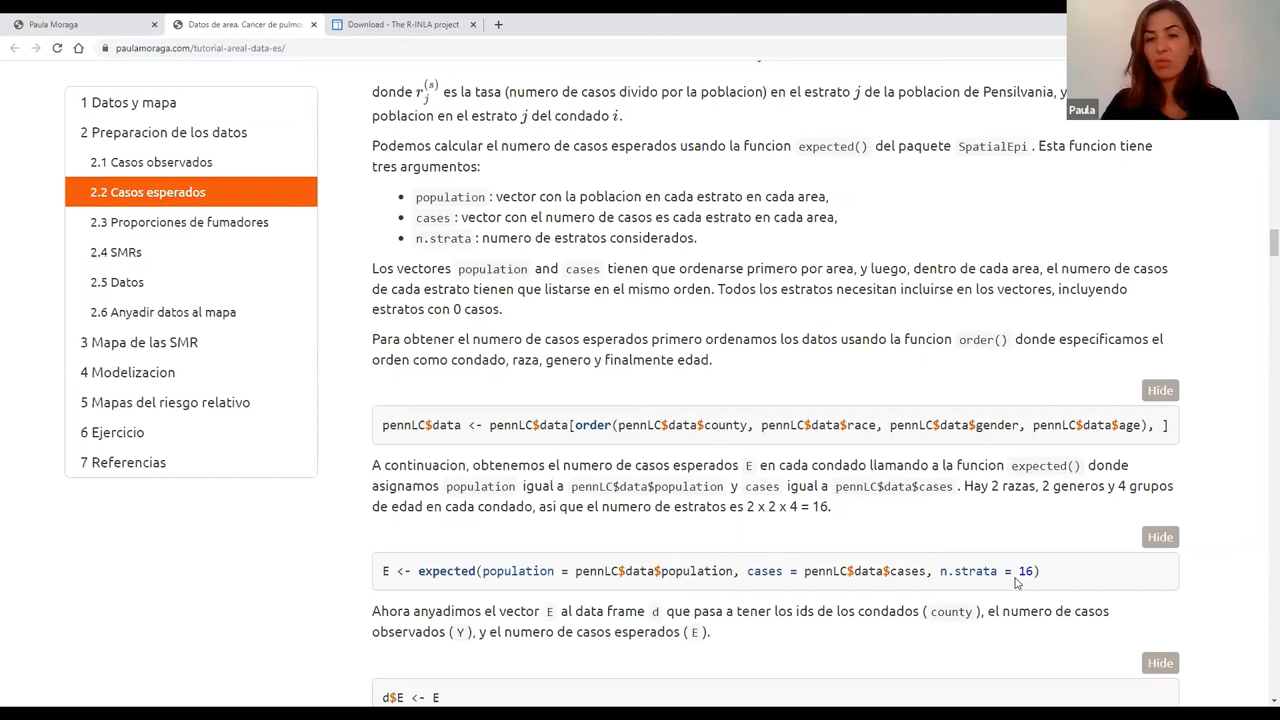 Paula Moraga
Datos de area. Cancer de pulmo
Download - The R-INLA project
paulamoraga.com/tutorial-areal-data-es/
Paula
1 Datos y mapa
2 Preparacion de los datos
2.1 Casos observados
2.2 Casos esperados
2.3 Proporciones de fumadores
2.4 SMRs
2.5 Datos
2.6 Anyadir datos al mapa
3 Mapa de las SMR
4 Modelizacion
5 Mapas del riesgo relativo
6 Ejercicio
7 Referencias
donde r_j^(s) es la tasa (numero de casos divido por la poblacion) en el estrato j de la poblacion de Pensilvania, y
poblacion en el estrato j del condado i.
Podemos calcular el numero de casos esperados usando la funcion expected() del paquete SpatialEpi . Esta funcion tiene
tres argumentos:
• population : vector con la poblacion en cada estrato en cada area,
• cases : vector con el numero de casos es cada estrato en cada area,
• n.strata : numero de estratos considerados.
Los vectores population and cases tienen que ordenarse primero por area, y luego, dentro de cada area, el numero de casos
de cada estrato tienen que listarse en el mismo orden. Todos los estratos necesitan incluirse en los vectores, incluyendo
estratos con 0 casos.
Para obtener el numero de casos esperados primero ordenamos los datos usando la funcion order() donde especificamos el
orden como condado, raza, genero y finalmente edad.
Hide
pennLC$data <- pennLC$data[order(pennLC$data$county, pennLC$data$race, pennLC$data$gender, pennLC$data$age), ]
A continuacion, obtenemos el numero de casos esperados E en cada condado llamando a la funcion expected() donde
asignamos population igual a pennLC$data$population y cases igual a pennLC$data$cases . Hay 2 razas, 2 generos y 4 grupos
de edad en cada condado, asi que el numero de estratos es 2 x 2 x 4 = 16.
Hide
E <- expected(population = pennLC$data$population, cases = pennLC$data$cases, n.strata = 16)
Ahora anyadimos el vector E al data frame d que pasa a tener los ids de los condados ( county ), el numero de casos
observados ( Y ), y el numero de casos esperados ( E ).
Hide
d$E <- E